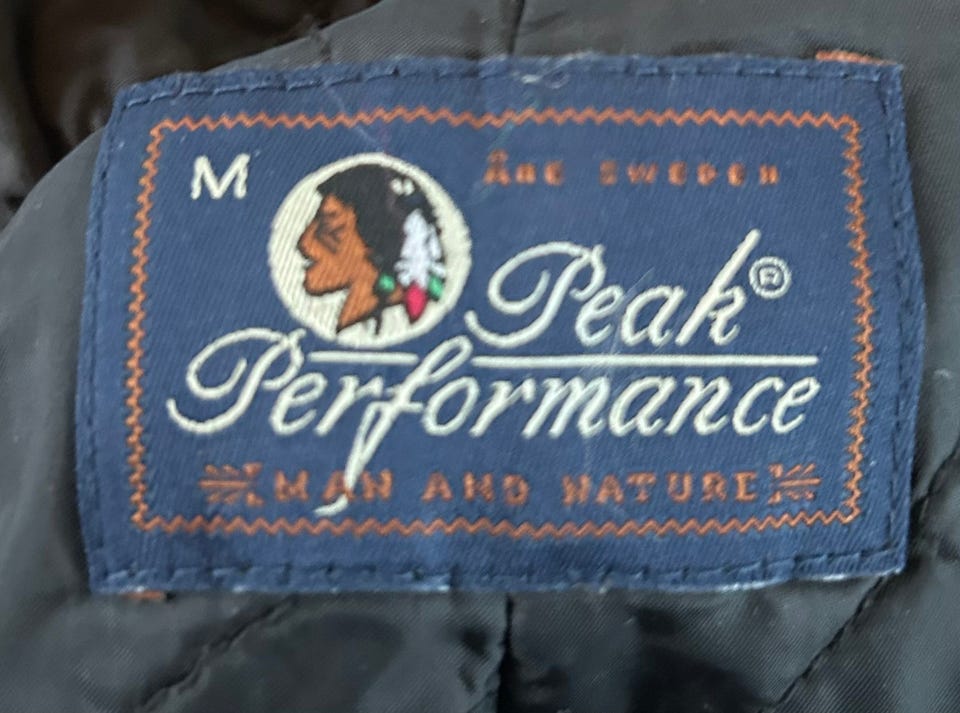 M
Åre Sweden
Peak®
Performance
MAN AND NATURE